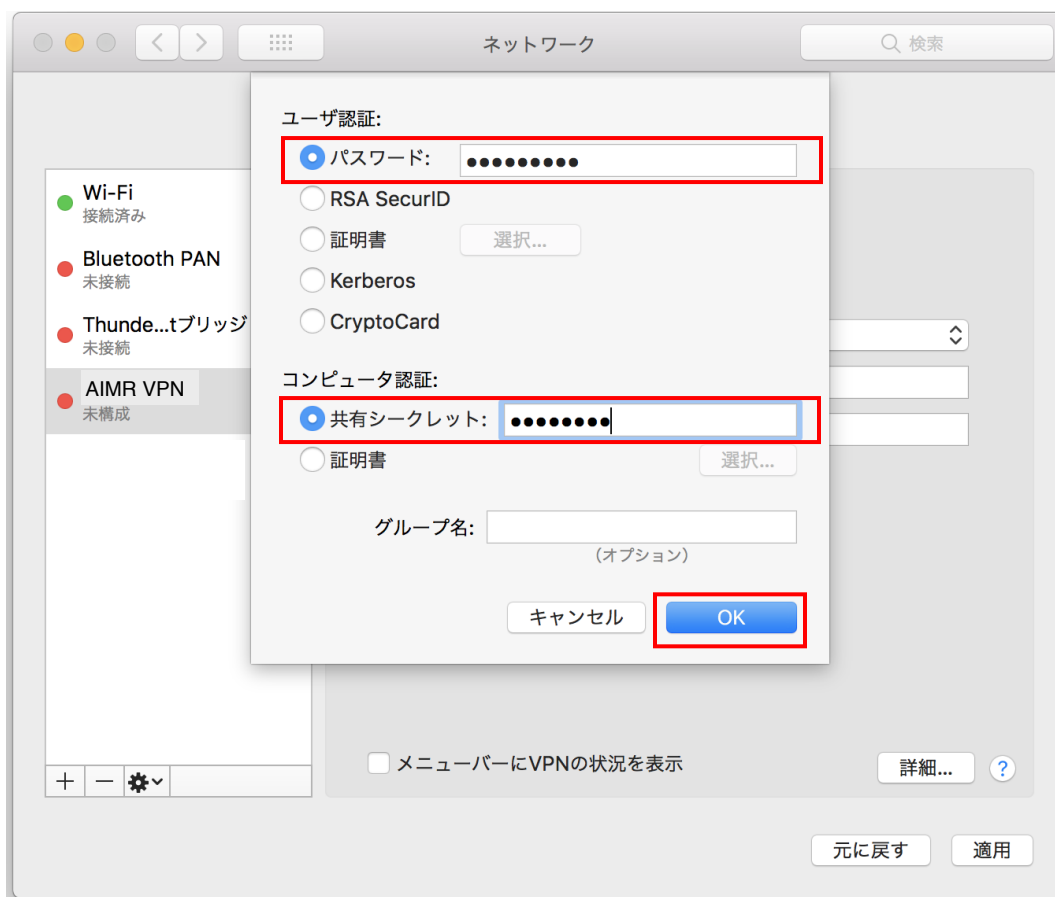 ネットワーク
検索
ユーザ認証:
パスワード: ●●●●●●●●●
RSA SecurID
証明書 選択...
Kerberos
CryptoCard
コンピュータ認証:
共有シークレット: ●●●●●●●●
証明書
選択...
グループ名:
(オプション)
キャンセル OK
Wi-Fi
接続済み
Bluetooth PAN
未接続
Thunde...tブリッジ
未接続
AIMR VPN
未構成
メニューバーにVPNの状況を表示
詳細... ?
元に戻す 適用